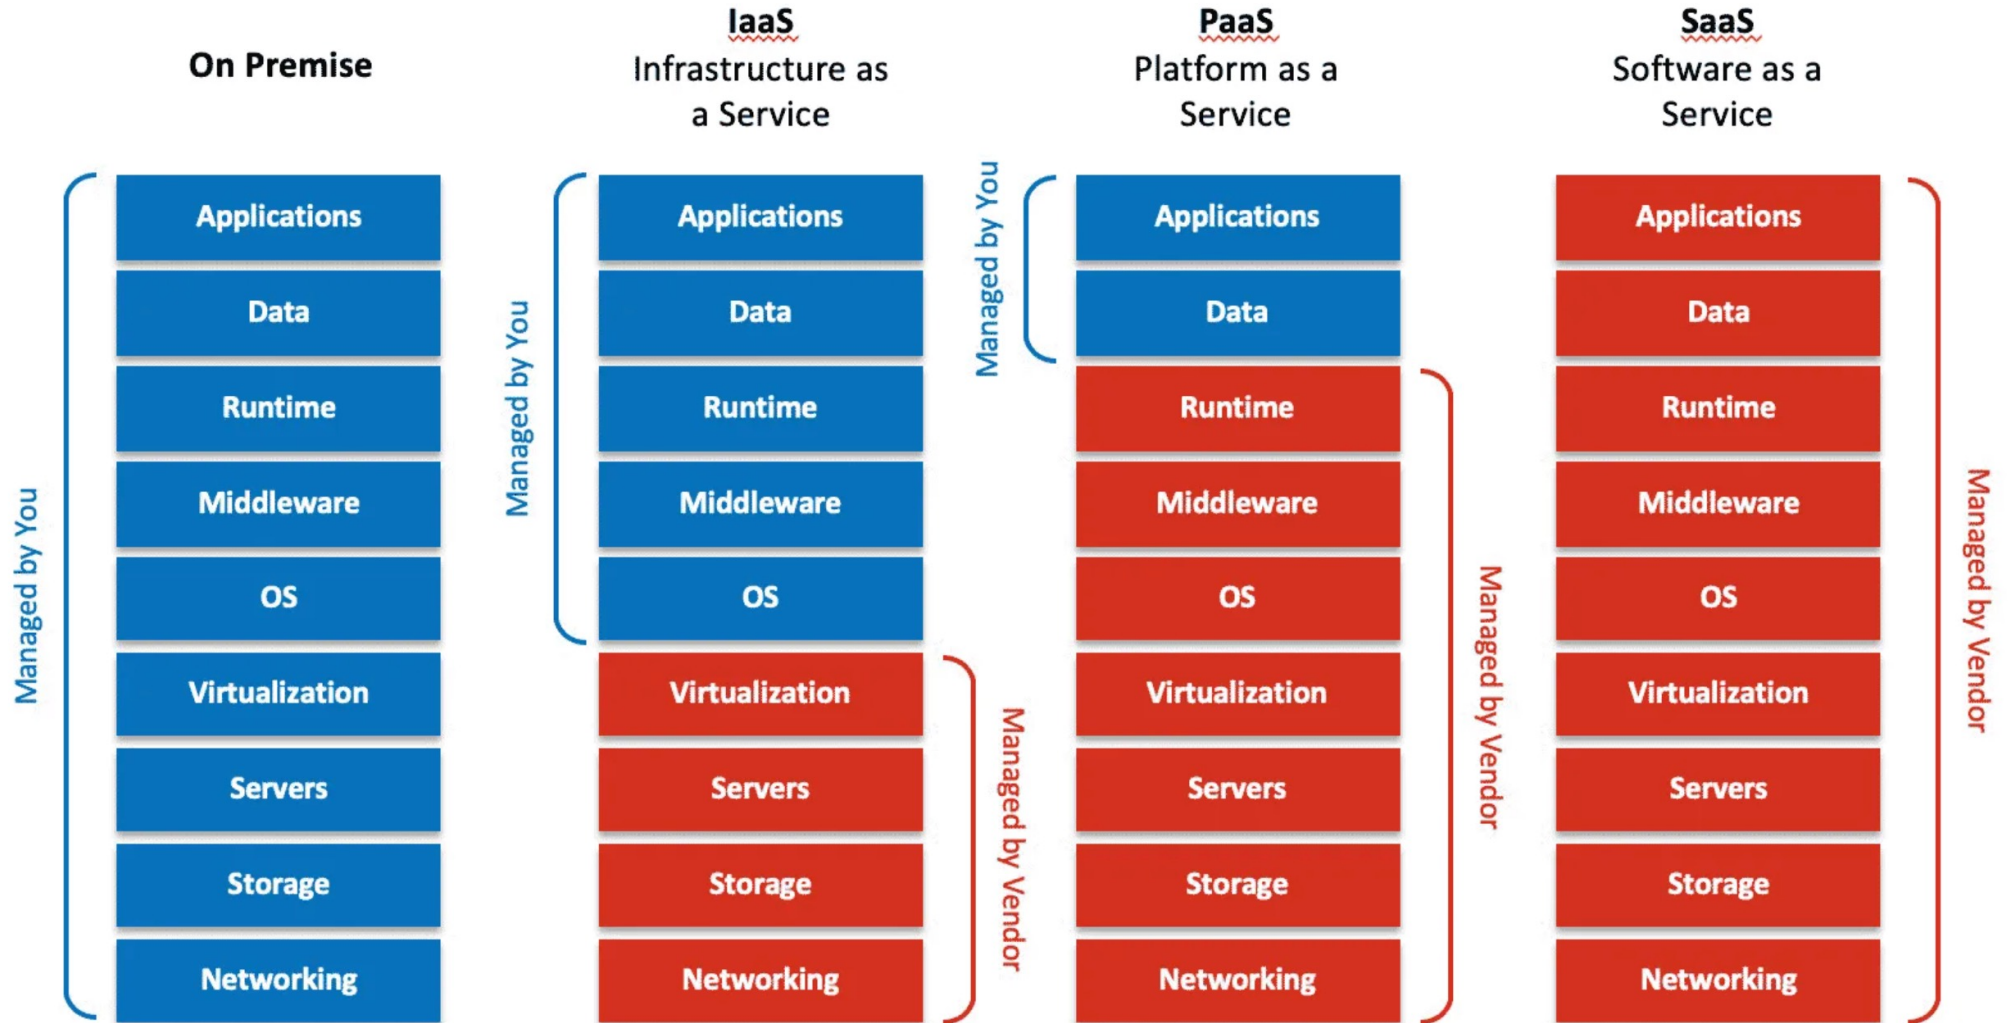 On Premise
IaaS
Infrastructure as
a Service
PaaS
Platform as a
Service
SaaS
Software as a
Service
Managed by You
Applications
Data
Runtime
Middleware
OS
Virtualization
Servers
Storage
Networking
Managed by You
Applications
Data
Runtime
Middleware
OS
Virtualization
Servers
Storage
Networking
Managed by Vendor
Managed by You
Applications
Data
Runtime
Middleware
OS
Virtualization
Servers
Storage
Networking
Managed by Vendor
Applications
Data
Runtime
Middleware
OS
Virtualization
Servers
Storage
Networking
Managed by Vendor